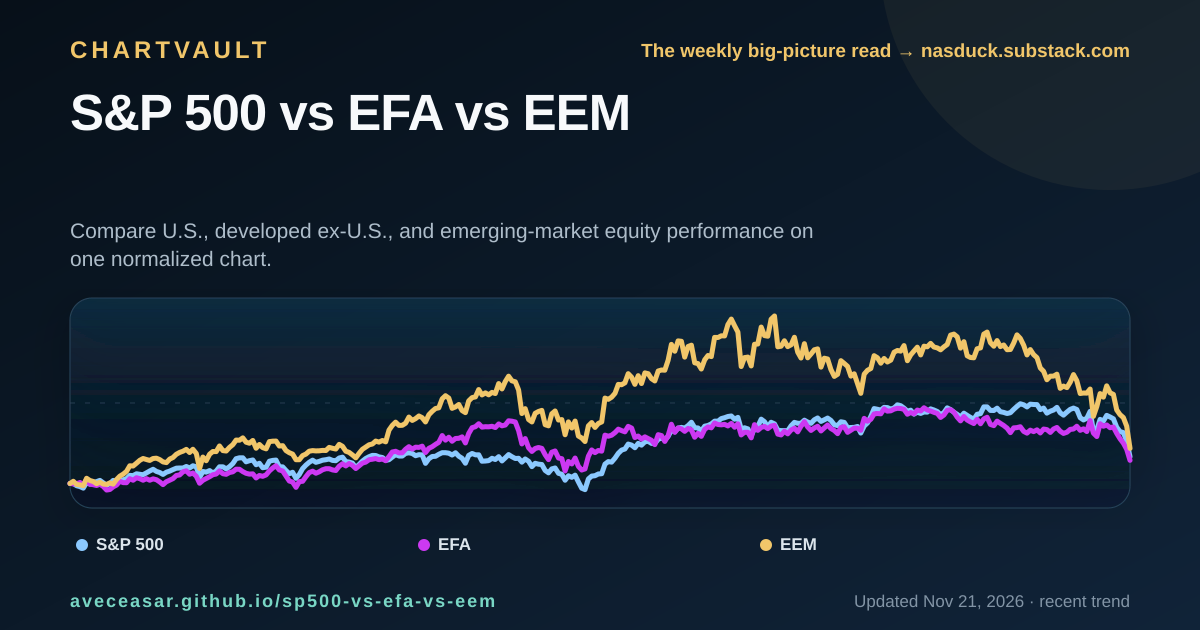 CHARTVAULT
The weekly big-picture read → nasduck.substack.com
S&P 500 vs EFA vs EEM
Compare U.S., developed ex-U.S., and emerging-market equity performance on
one normalized chart.
S&P 500
EFA
EEM
aveceasar.github.io/sp500-vs-efa-vs-eem
Updated Nov 21, 2026 · recent trend